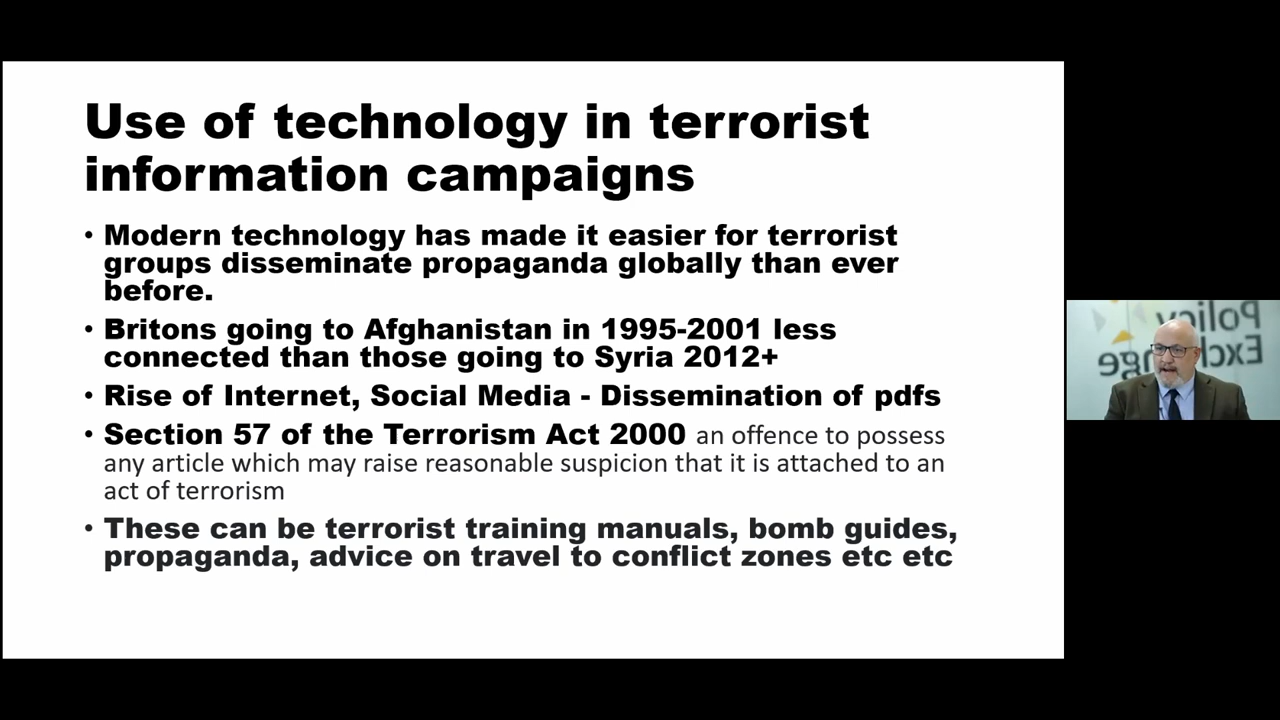 Use of technology in terrorist
information campaigns
• Modern technology has made it easier for terrorist
groups disseminate propaganda globally than ever
before.
• Britons going to Afghanistan in 1995-2001 less
connected than those going to Syria 2012+
• Rise of Internet, Social Media - Dissemination of pdfs
• Section 57 of the Terrorism Act 2000 an offence to possess
any article which may raise reasonable suspicion that it is attached to an
act of terrorism
• These can be terrorist training manuals, bomb guides,
propaganda, advice on travel to conflict zones etc etc
Policy
Exchange